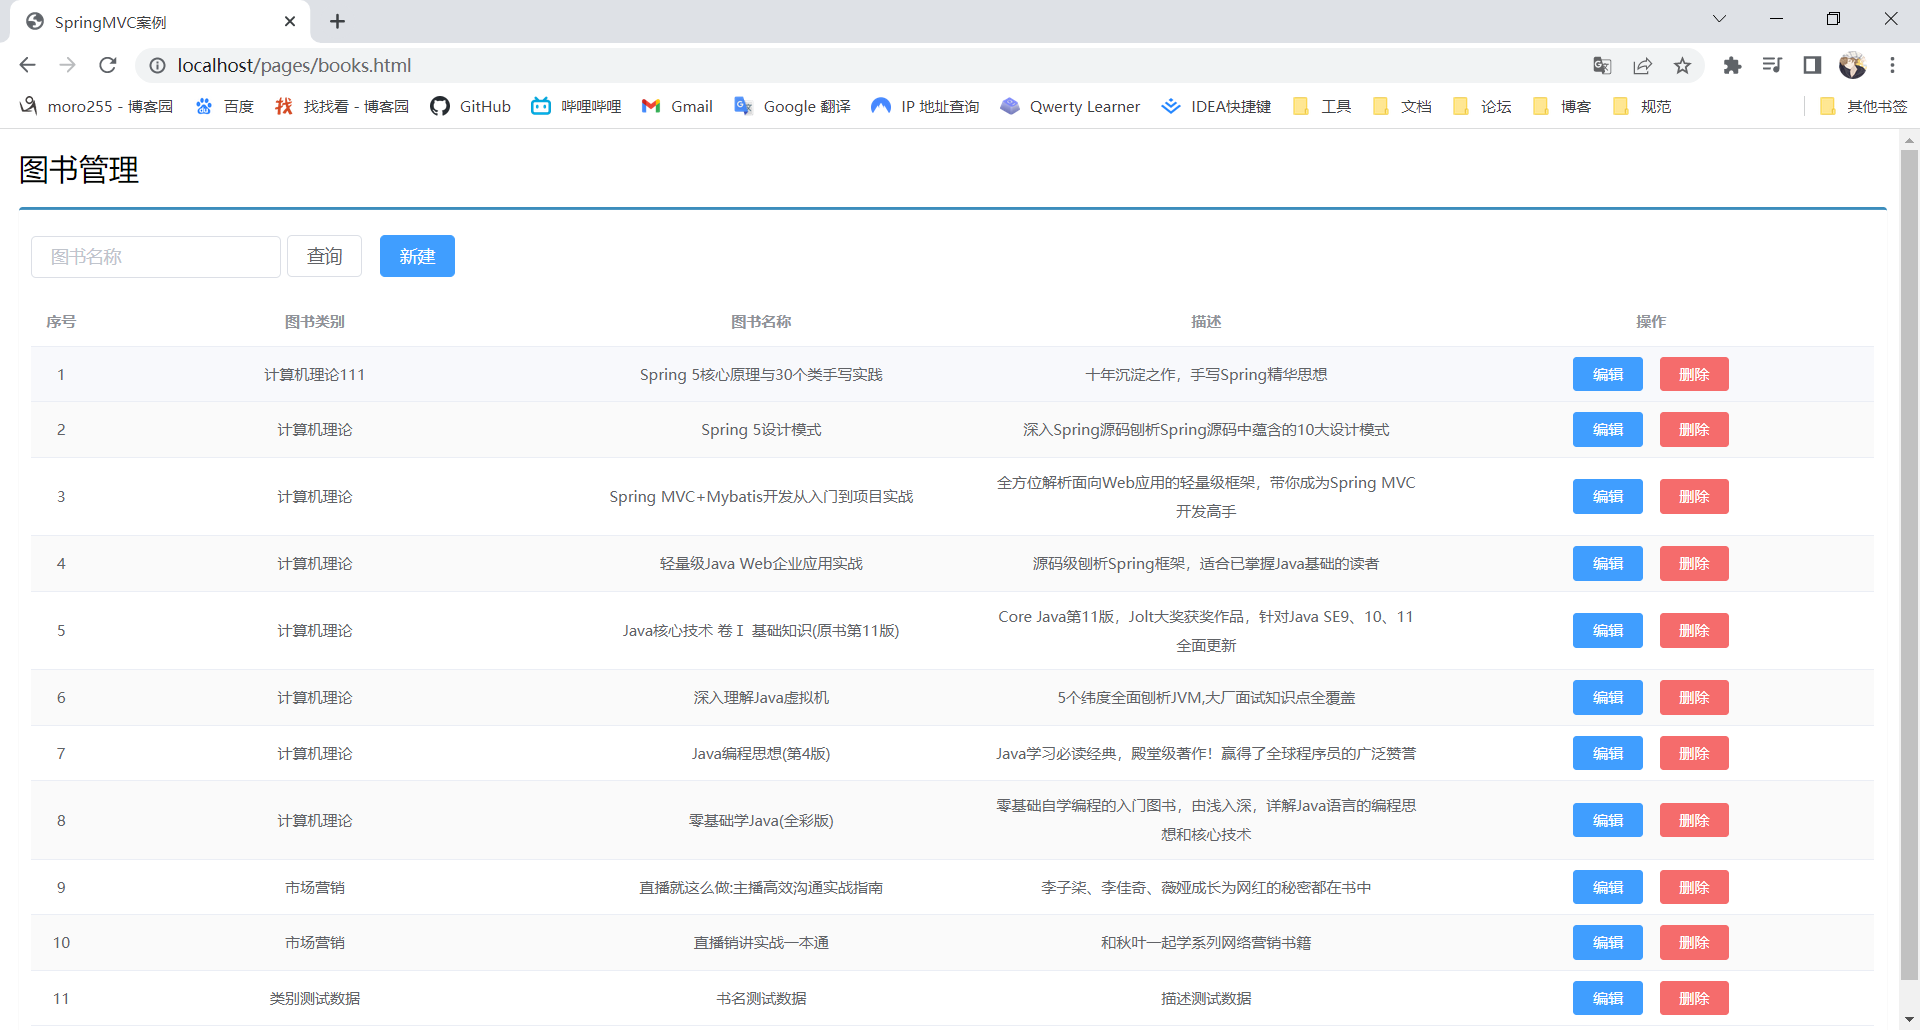 SpringMVC案例
localhost/pages/books.html
moro255 - 博客园 百度 找找看 - 博客园 GitHub 哔哩哔哩 Gmail Google 翻译 IP 地址查询 Qwerty Learner IDEA快捷键 工具 文档 论坛 博客 规范 其他书签
图书管理
图书名称 查询 新建
序号 图书类别 图书名称 描述 操作
1 计算机理论111 Spring 5核心原理与30个类手写实践 十年沉淀之作，手写Spring精华思想 编辑 删除
2 计算机理论 Spring 5设计模式 深入Spring源码刨析Spring源码中蕴含的10大设计模式 编辑 删除
3 计算机理论 Spring MVC+Mybatis开发从入门到项目实战 全方位解析面向Web应用的轻量级框架，带你成为Spring MVC
开发高手 编辑 删除
4 计算机理论 轻量级Java Web企业应用实战 源码级刨析Spring框架，适合已掌握Java基础的读者 编辑 删除
5 计算机理论 Java核心技术 卷Ⅰ 基础知识(原书第11版) Core Java第11版，Jolt大奖获奖作品，针对Java SE9、10、11
全面更新 编辑 删除
6 计算机理论 深入理解Java虚拟机 5个纬度全面刨析JVM,大厂面试知识点全覆盖 编辑 删除
7 计算机理论 Java编程思想(第4版) Java学习必读经典，殿堂级著作！赢得了全球程序员的广泛赞誉 编辑 删除
8 计算机理论 零基础学Java(全彩版) 零基础自学编程的入门图书，由浅入深，详解Java语言的编程思
想和核心技术 编辑 删除
9 市场营销 直播就这么做:主播高效沟通实战指南 李子柒、李佳奇、薇娅成长为网红的秘密都在书中 编辑 删除
10 市场营销 直播销讲实战一本通 和秋叶一起学系列网络营销书籍 编辑 删除
11 类别测试数据 书名测试数据 描述测试数据 编辑 删除